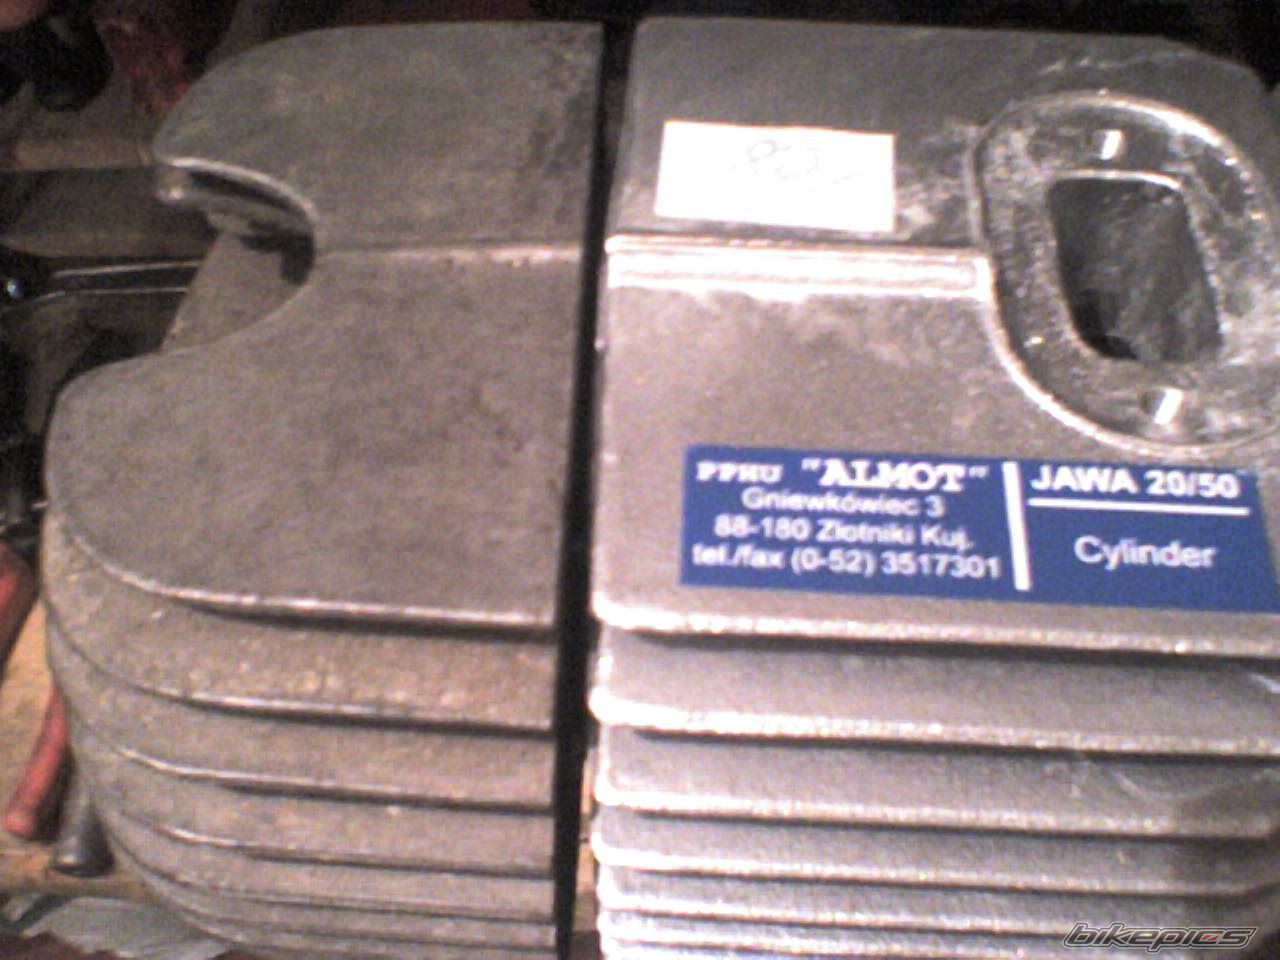 PPHU "ALMOT"
Gniewkówiec 3
88-180 Złotniki Kuj.
tel./fax (0-52) 3517301
JAWA 20/50
Cylinder
bikepics